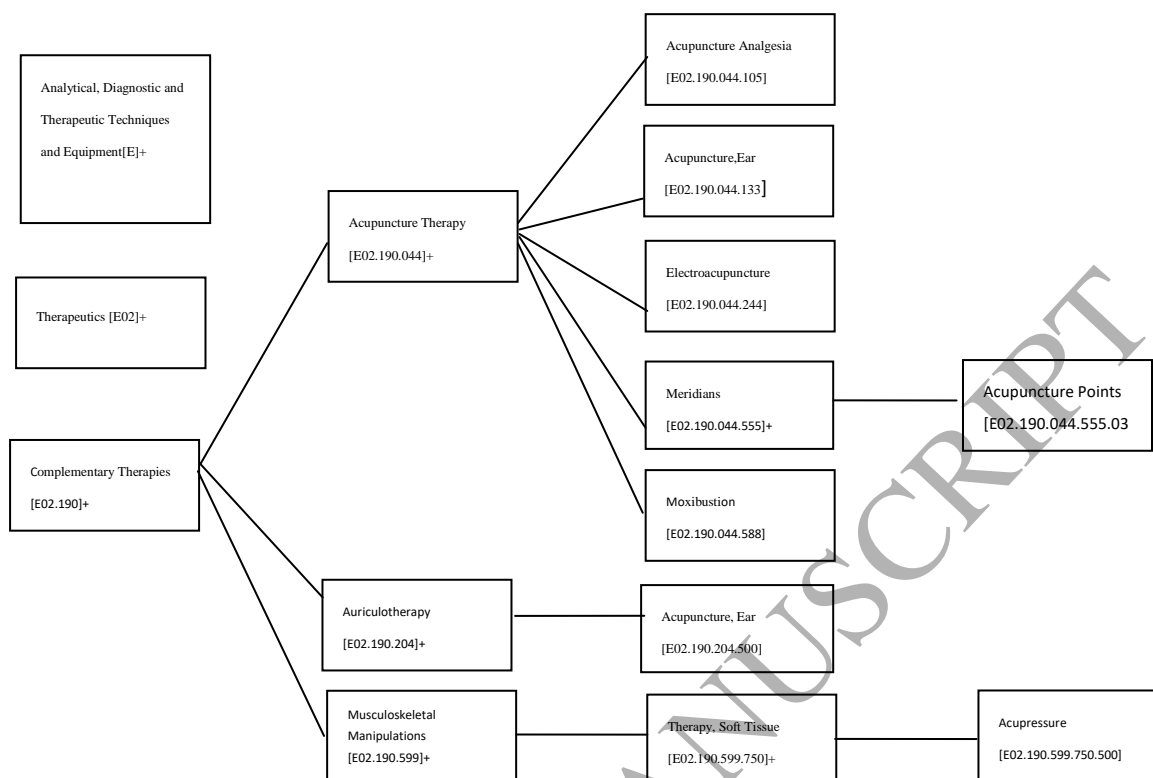 Analytical, Diagnostic and
Therapeutic Techniques
and Equipment[E]+
Therapeutics [E02]+
Complementary Therapies
[E02.190]+
Acupuncture Therapy
[E02.190.044]+
Auriculotherapy
[E02.190.204]+
Musculoskeletal
Manipulations
[E02.190.599]+
Acupuncture Analgesia
[E02.190.044.105]
Acupuncture,Ear
[E02.190.044.133]
Electroacupuncture
[E02.190.044.244]
Meridians
[E02.190.044.555]+
Moxibustion
[E02.190.044.588]
Acupuncture, Ear
[E02.190.204.500]
Therapy, Soft Tissue
[E02.190.599.750]+
Acupuncture Points
[E02.190.044.555.03
Acupressure
[E02.190.599.750.500]
ANUSCRIPT